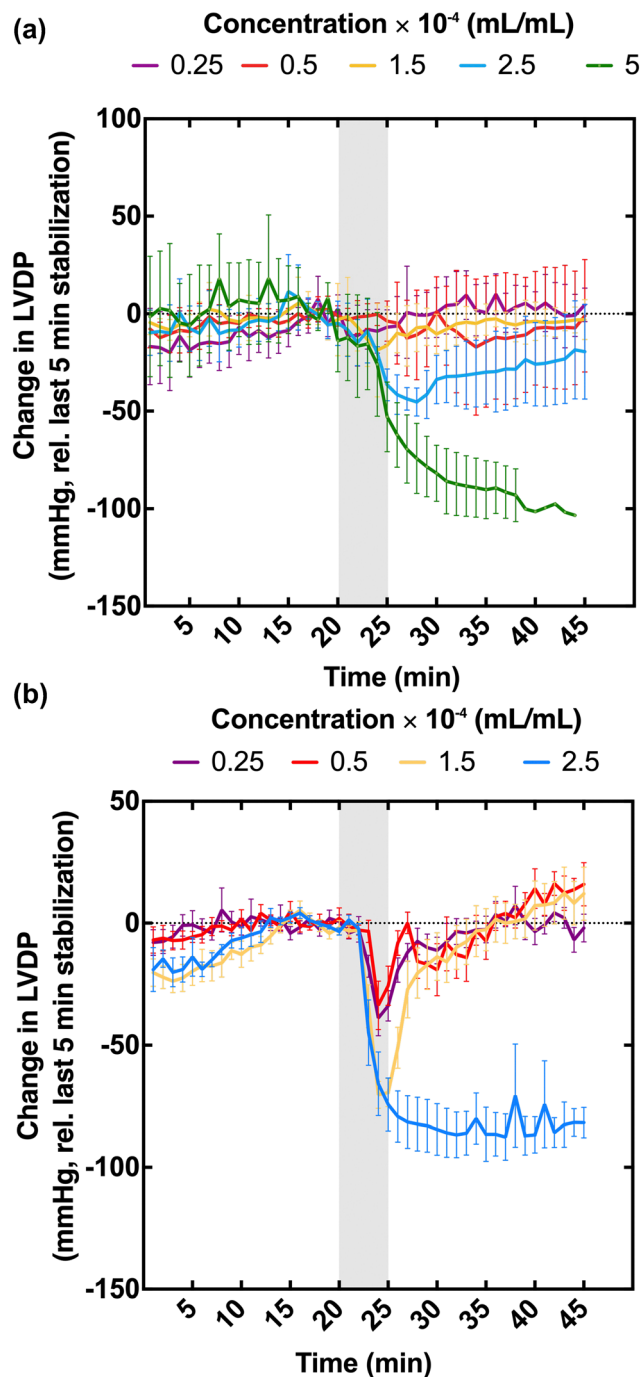 (a)
Concentration × 10⁻⁴ (mL/mL)
0.25 0.5 1.5 2.5 5
Change in LVDP
(mmHg, rel. last 5 min stabilization)
100
50
0
-50
-100
-150
5 10 15 20 25 30 35 40 45
Time (min)
(b)
Concentration × 10⁻⁴ (mL/mL)
0.25 0.5 1.5 2.5
Change in LVDP
(mmHg, rel. last 5 min stabilization)
50
0
-50
-100
-150
5 10 15 20 25 30 35 40 45
Time (min)